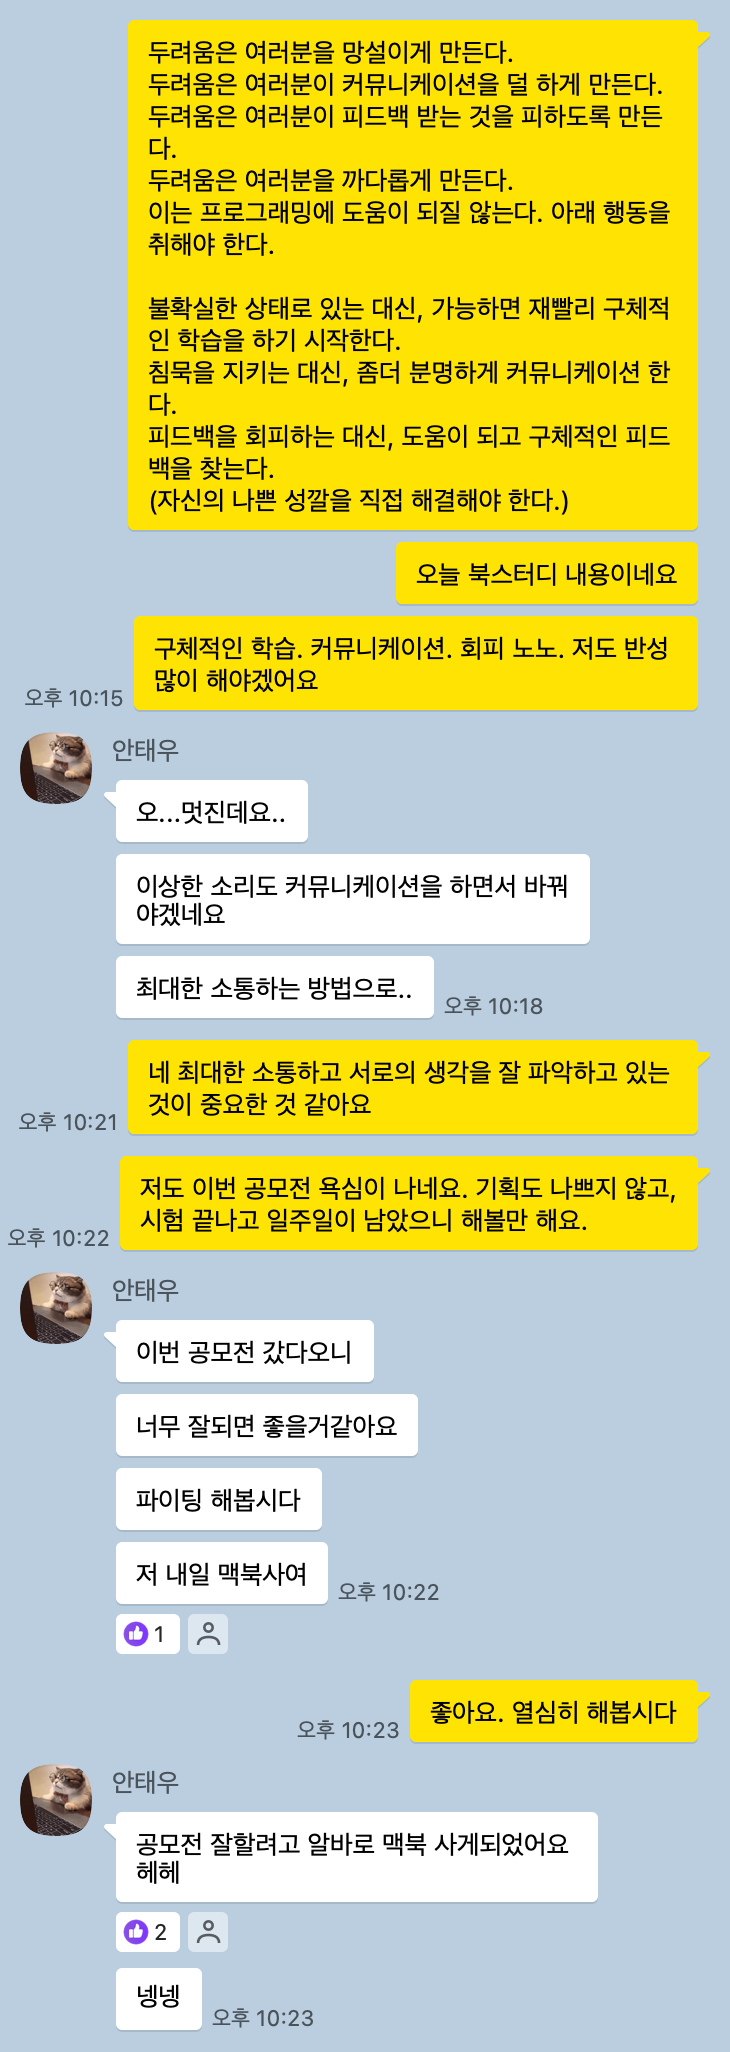 두려움은 여러분을 망설이게 만든다.
두려움은 여러분이 커뮤니케이션을 덜 하게 만든다.
두려움은 여러분이 피드백 받는 것을 피하도록 만든
다.
두려움은 여러분을 까다롭게 만든다.
이는 프로그래밍에 도움이 되질 않는다. 아래 행동을
취해야 한다.
불확실한 상태로 있는 대신, 가능하면 재빨리 구체적
인 학습을 하기 시작한다.
침묵을 지키는 대신, 좀더 분명하게 커뮤니케이션 한
다.
피드백을 회피하는 대신, 도움이 되고 구체적인 피드
백을 찾는다.
(자신의 나쁜 성깔을 직접 해결해야 한다.)
오늘 북스터디 내용이네요
구체적인 학습. 커뮤니케이션. 회피 노노. 저도 반성
많이 해야겠어요
오후 10:15
안태우
오...멋진데요..
이상한 소리도 커뮤니케이션을 하면서 바꿔
야겠네요
최대한 소통하는 방법으로..
오후 10:18
네 최대한 소통하고 서로의 생각을 잘 파악하고 있는
것이 중요한 것 같아요
오후 10:21
저도 이번 공모전 욕심이 나네요. 기획도 나쁘지 않고,
시험 끝나고 일주일이 남았으니 해볼만 해요.
오후 10:22
안태우
이번 공모전 갔다오니
너무 잘되면 좋을거같아요
파이팅 해봅시다
저 내일 맥북사여
오후 10:22
1
좋아요. 열심히 해봅시다
오후 10:23
안태우
공모전 잘할려고 알바로 맥북 사게되었어요
헤헤
2
넹넹
오후 10:23